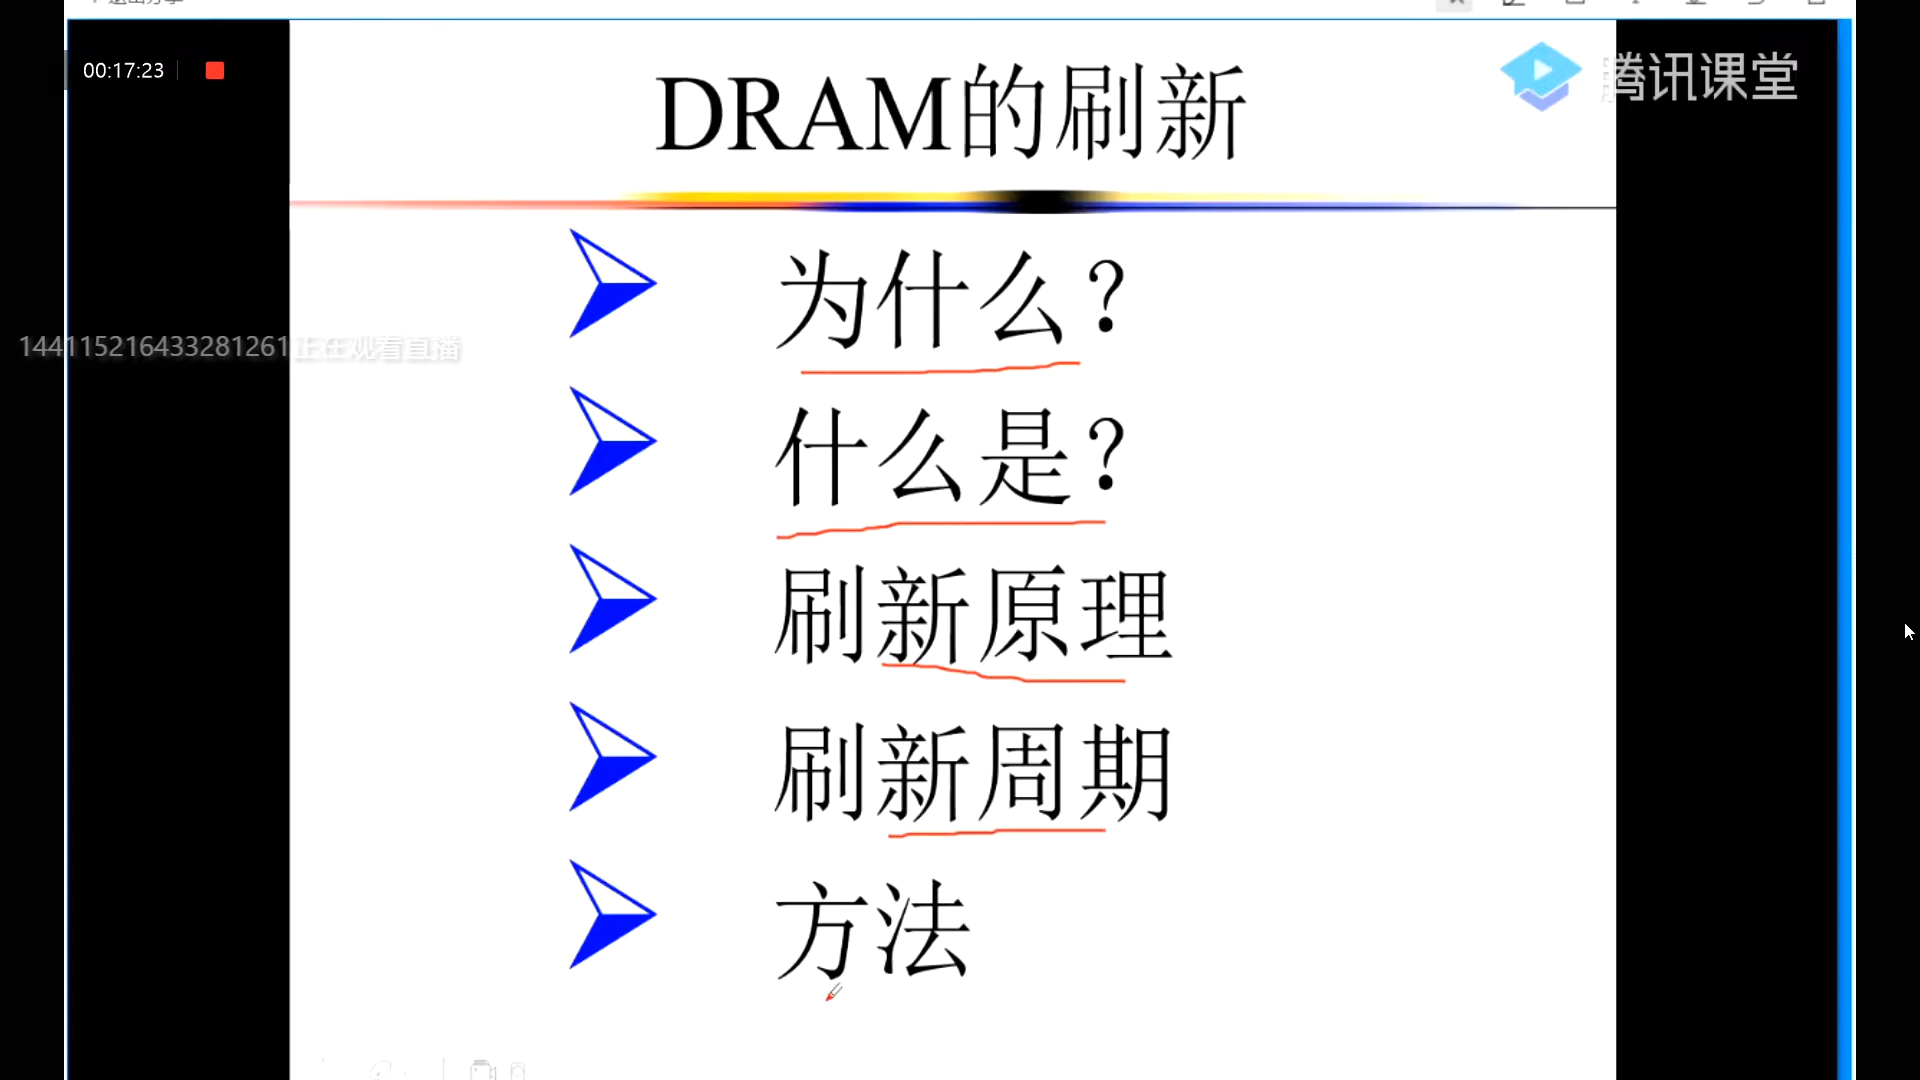 00:17:23
腾讯课堂
DRAM的刷新
为什么？
144115216433281261正在观看直播
什么是？
刷新原理
刷新周期
方法